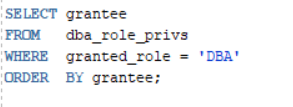 SELECT grantee
FROM   dba_role_privs
WHERE  granted_role = 'DBA'
ORDER  BY grantee;